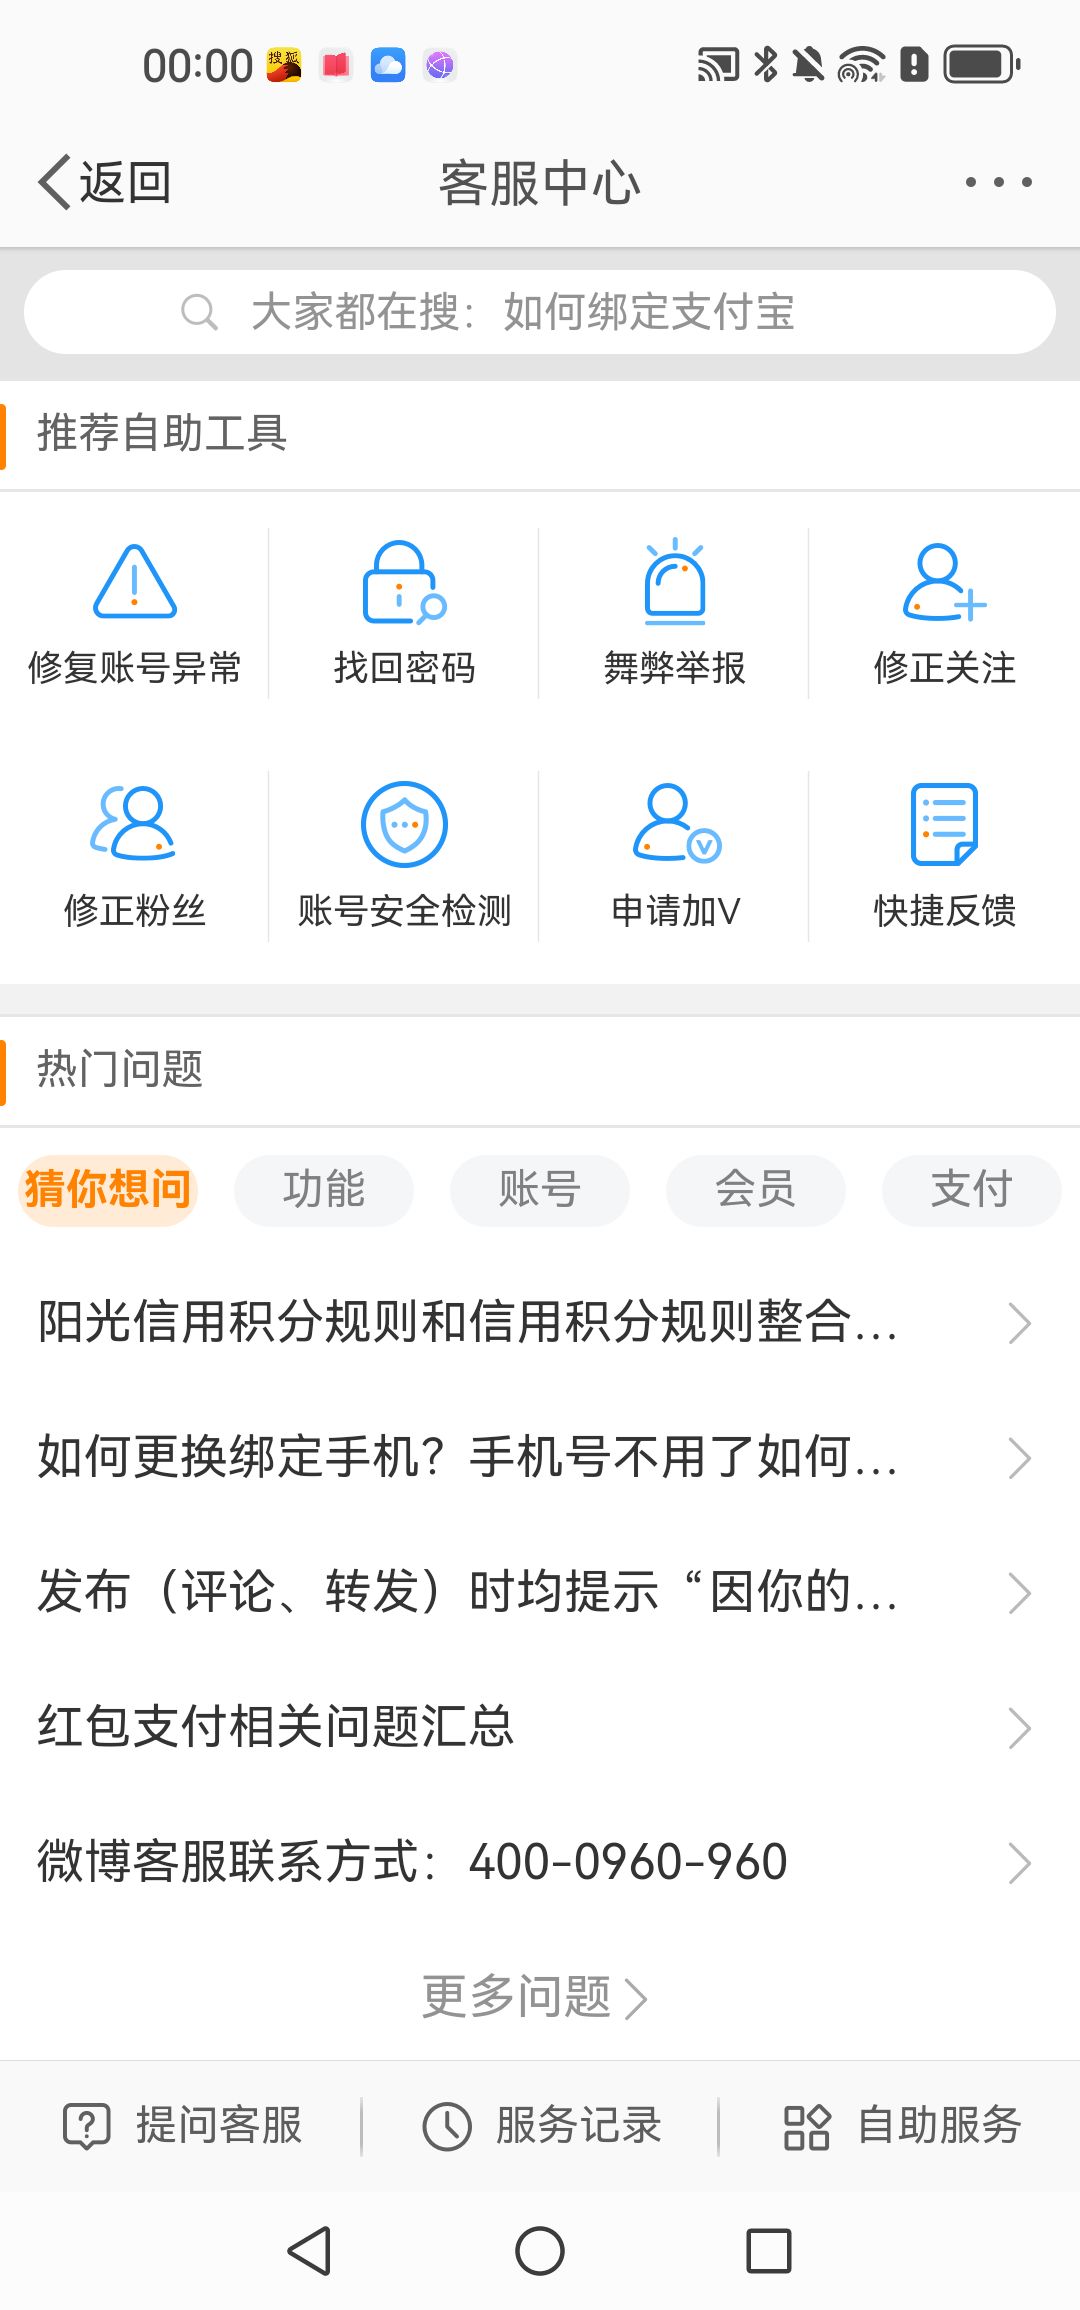 00:00 搜狐
返回 客服中心
大家都在搜：如何绑定支付宝
推荐自助工具
修复账号异常 找回密码 舞弊举报 修正关注
修正粉丝 账号安全检测 申请加V 快捷反馈
热门问题
猜你想问 功能 账号 会员 支付
阳光信用积分规则和信用积分规则整合...
如何更换绑定手机？手机号不用了如何...
发布（评论、转发）时均提示“因你的...
红包支付相关问题汇总
微博客服联系方式：400-0960-960
更多问题
提问客服 服务记录 自助服务